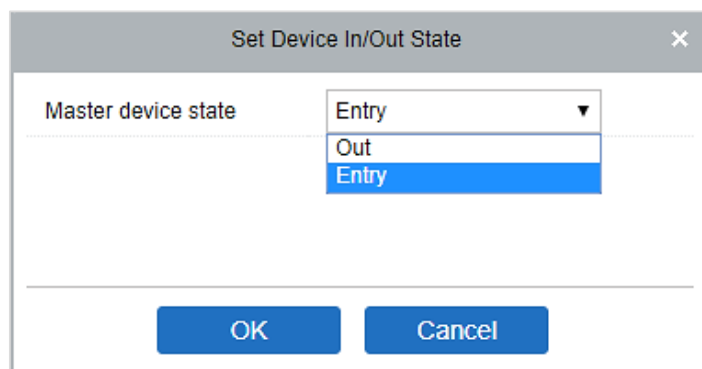 Set Device In/Out State
Master device state
Entry
Out
Entry
OK
Cancel